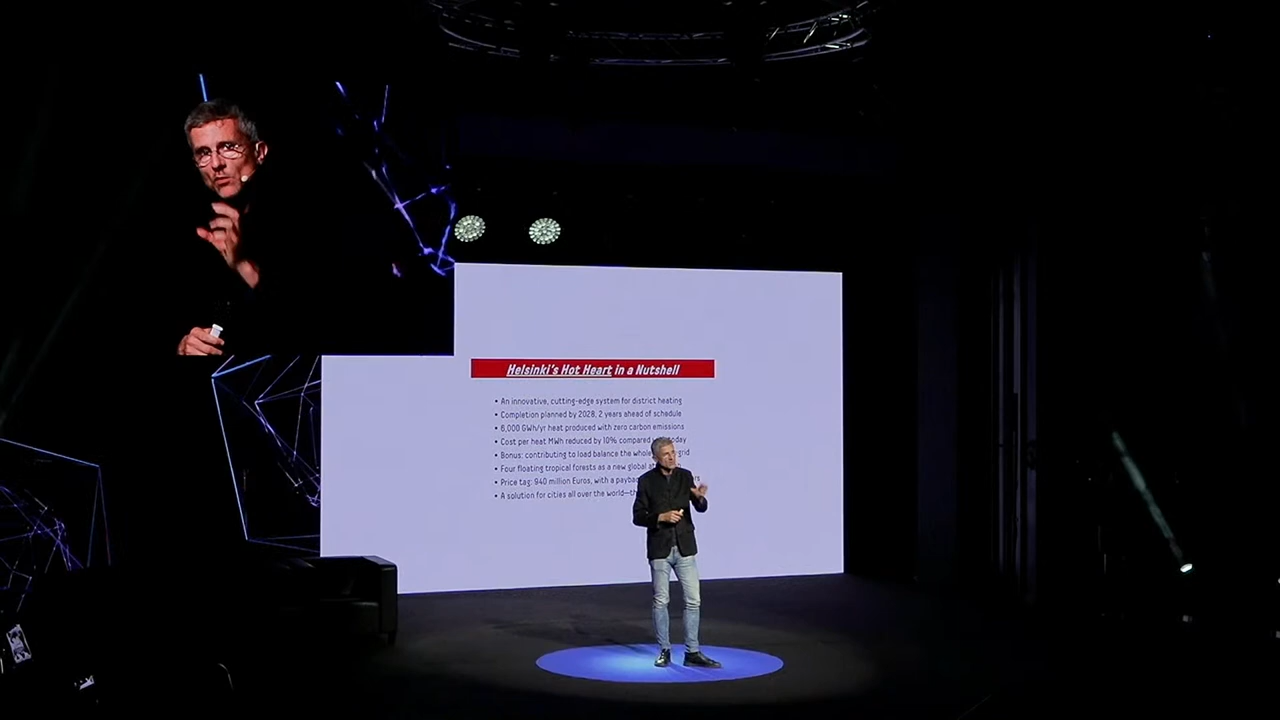 Helsinki's Hot Heart in a Nutshell
• An innovative, cutting-edge system for district heating
• Completion planned by 2028, 2 years ahead of schedule
• 6,000 GWh/yr heat produced with zero carbon emissions
• Cost per heat MWh reduced by 10% compared today
• Bonus: contributing to load balance the whole grid
• Four floating tropical forests as a new global
• Price tag: 940 million Euros, with a
• A solution for cities all over the world—